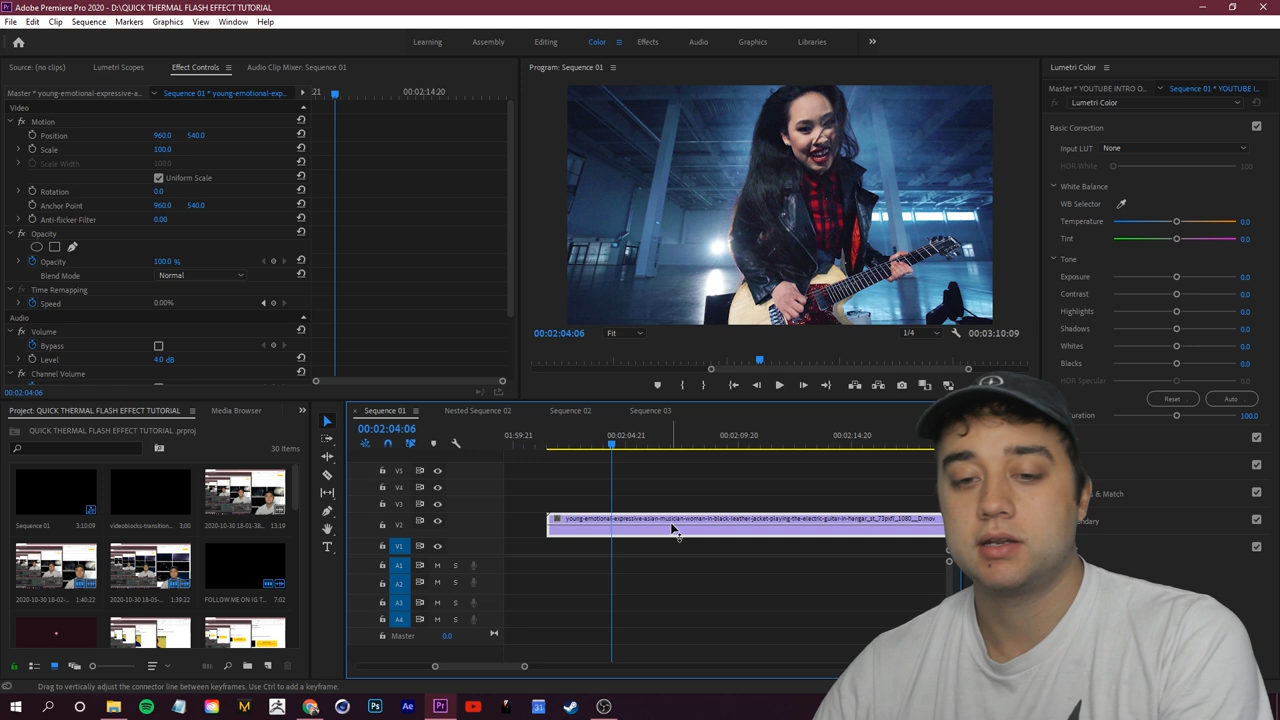 Adobe Premiere Pro 2020 - D:\QUICK THERMAL FLASH EFFECT TUTORIAL
File Edit Clip Sequence Markers Graphics View Window Help
Learning Assembly Editing Color Effects Audio Graphics Libraries
Source: (no clips) Lumetri Scopes Effect Controls Audio Clip Mixer: Sequence 01
Program: Sequence 01
Lumetri Color
Master * young-emotional-expressive-a... Sequence 01 * young-emotional-exp...
:21 00:02:14:20
Master * YOUTUBE INTRO O... Sequence 01 * YOUTUBE I...
fx Lumetri Color
Video
fx Motion
Position 960.0 540.0
Scale 100.0
Scale Width 100.0
Uniform Scale
Rotation 0.0
Anchor Point 960.0 540.0
Anti-flicker Filter 0.00
fx Opacity
Opacity 100.0 %
Blend Mode Normal
fx Time Remapping
Speed 0.00%
Audio
fx Volume
Bypass
Level 4.0 dB
fx Channel Volume
00:02:04:06
00:02:04:06 Fit 1/4 00:03:10:09
Basic Correction
Input LUT None
HDR White 100
White Balance
WB Selector
Temperature 0.0
Tint 0.0
Tone
Exposure 0.0
Contrast 0.0
Highlights 0.0
Shadows 0.0
Whites 0.0
Blacks 0.0
HDR Specular
Reset Auto
uration 100.0
& Match
ndary
Project: QUICK THERMAL FLASH EFFECT TUTORIAL Media Browser
QUICK THERMAL FLASH EFFECT TUTORIAL .prproj
30 Items
Sequence 01 3;10;09
videoblocks-transition... 3;00
2020-10-30 18-01-38... 13:19
2020-10-30 18-02-... 1:40:22
2020-10-30 18-05-... 1:39:22
FOLLOW ME ON IG T... 7:02
Sequence 01 Nested Sequence 02 Sequence 02 Sequence 03
00:02:04:06
1:59:21 00:02:04:21 00:02:09:20 00:02:14:20
V5
V4
V3
V2
young-emotional-expressive-asian-musician-woman-in-black-leather-jacket-playing-the-electric-guitar-in-hangar_st_73pxfi_1080__D.mov
V1
A1 M S
A2 M S
A3 M S
A4 M S
Master 0.0
Drag to vertically adjust the connector line between keyframes. Use Ctrl to add a keyframe.
Ps Ae Pr